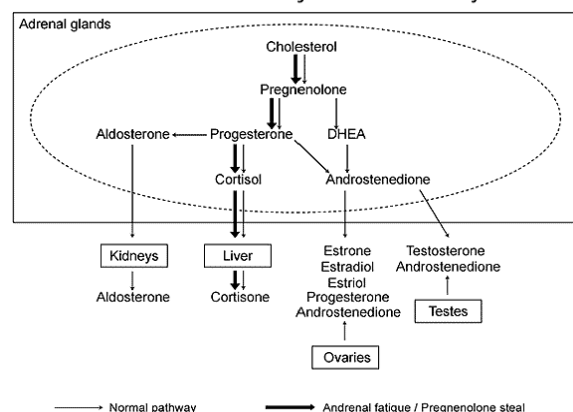 Adrenal glands
Cholesterol
Pregnenolone
Aldosterone Progesterone DHEA
Cortisol Androstenedione
Kidneys Liver
Estrone
Estradiol
Estriol
Progesterone
Androstenedione
Testosterone
Androstenedione
Aldosterone Cortisone
Testes
Ovaries
Normal pathway Andrenal fatigue / Pregnenolone steal